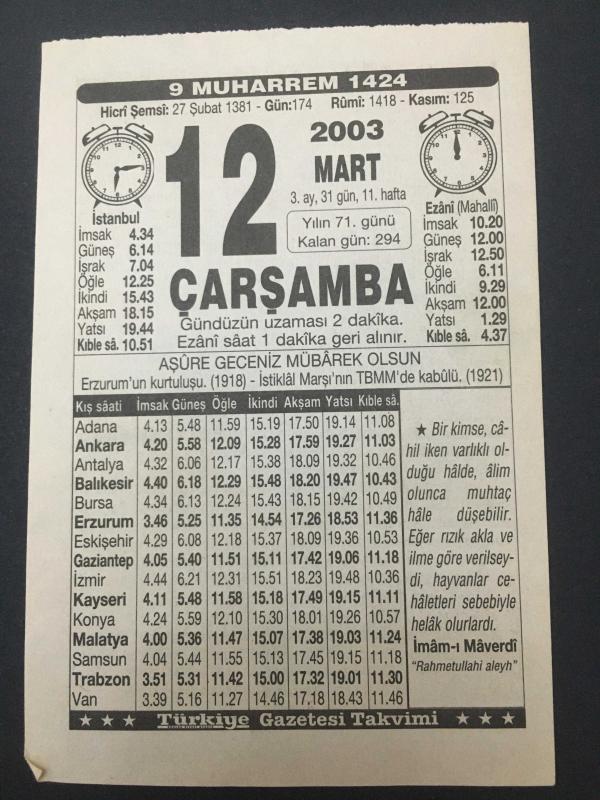 9 MUHARREM 1424
Hicrî Şemsî: 27 Şubat 1381 - Gün:174 Rûmî: 1418 - Kasım: 125
12
2003
MART
3. ay, 31 gün, 11. hafta
Yılın 71. günü
Kalan gün: 294
ÇARŞAMBA
Gündüzün uzaması 2 dakîka.
Ezânî sâat 1 dakîka geri alınır.
İstanbul
İmsak 4.34
Güneş 6.14
İşrak 7.04
Öğle 12.25
İkindi 15.43
Akşam 18.15
Yatsı 19.44
Kıble sâ. 10.51
Ezânî (Mahallî)
İmsak 10.20
Güneş 12.00
İşrak 12.50
Öğle 6.11
İkindi 9.29
Akşam 12.00
Yatsı 1.29
Kıble sâ. 4.37
AŞÛRE GECENİZ MÜBÂREK OLSUN
Erzurum'un kurtuluşu. (1918) - İstiklâl Marşı'nın TBMM'de kabûlü. (1921)
Kış sâati İmsak Güneş Öğle İkindi Akşam Yatsı Kıble sâ.
Adana 4.13 5.48 11.59 15.19 17.50 19.14 11.08
Ankara 4.20 5.58 12.09 15.28 17.59 19.27 11.03
Antalya 4.32 6.06 12.17 15.38 18.09 19.32 10.46
Balıkesir 4.40 6.18 12.29 15.48 18.20 19.47 10.43
Bursa 4.34 6.13 12.24 15.43 18.15 19.42 10.49
Erzurum 3.46 5.25 11.35 14.54 17.26 18.53 11.36
Eskişehir 4.29 6.08 12.18 15.37 18.09 19.36 10.53
Gaziantep 4.05 5.40 11.51 15.11 17.42 19.06 11.18
İzmir 4.44 6.21 12.31 15.51 18.23 19.48 10.36
Kayseri 4.11 5.48 11.58 15.18 17.49 19.15 11.11
Konya 4.24 5.59 12.10 15.30 18.01 19.26 10.57
Malatya 4.00 5.36 11.47 15.07 17.38 19.03 11.24
Samsun 4.04 5.44 11.55 15.13 17.45 19.15 11.18
Trabzon 3.51 5.31 11.42 15.00 17.32 19.01 11.30
Van 3.39 5.16 11.27 14.46 17.18 18.43 11.46
★ Bir kimse, câ-
hil iken varlıklı ol-
duğu hâlde, âlim
olunca muhtaç
hâle düşebilir.
Eğer rızık akla ve
ilme göre verilsey-
di, hayvanlar ce-
hâletleri sebebiyle
helâk olurlardı.
İmâm-ı Mâverdî
"Rahmetullahi aleyh"
★ ★ ★ Türkiye Gazetesi Takvimi ★ ★ ★